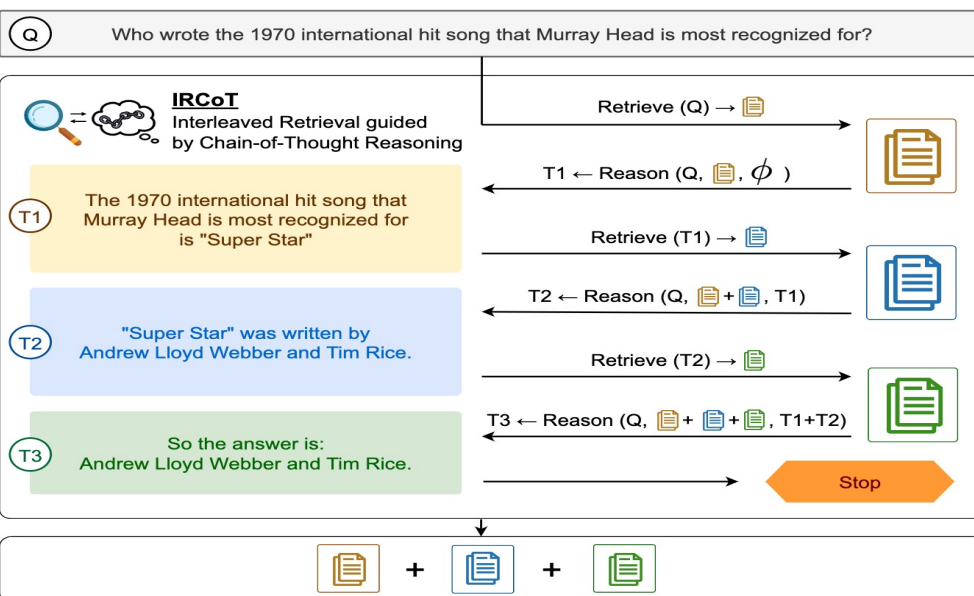 Q
Who wrote the 1970 international hit song that Murray Head is most recognized for?
IRCoT
Interleaved Retrieval guided
by Chain-of-Thought Reasoning
Retrieve (Q) →
T1 ← Reason (Q, , ϕ )
T1
The 1970 international hit song that
Murray Head is most recognized for
is "Super Star"
Retrieve (T1) →
T2 ← Reason (Q, + , T1)
T2
"Super Star" was written by
Andrew Lloyd Webber and Tim Rice.
Retrieve (T2) →
T3 ← Reason (Q, + + , T1+T2)
T3
So the answer is:
Andrew Lloyd Webber and Tim Rice.
Stop
+ +